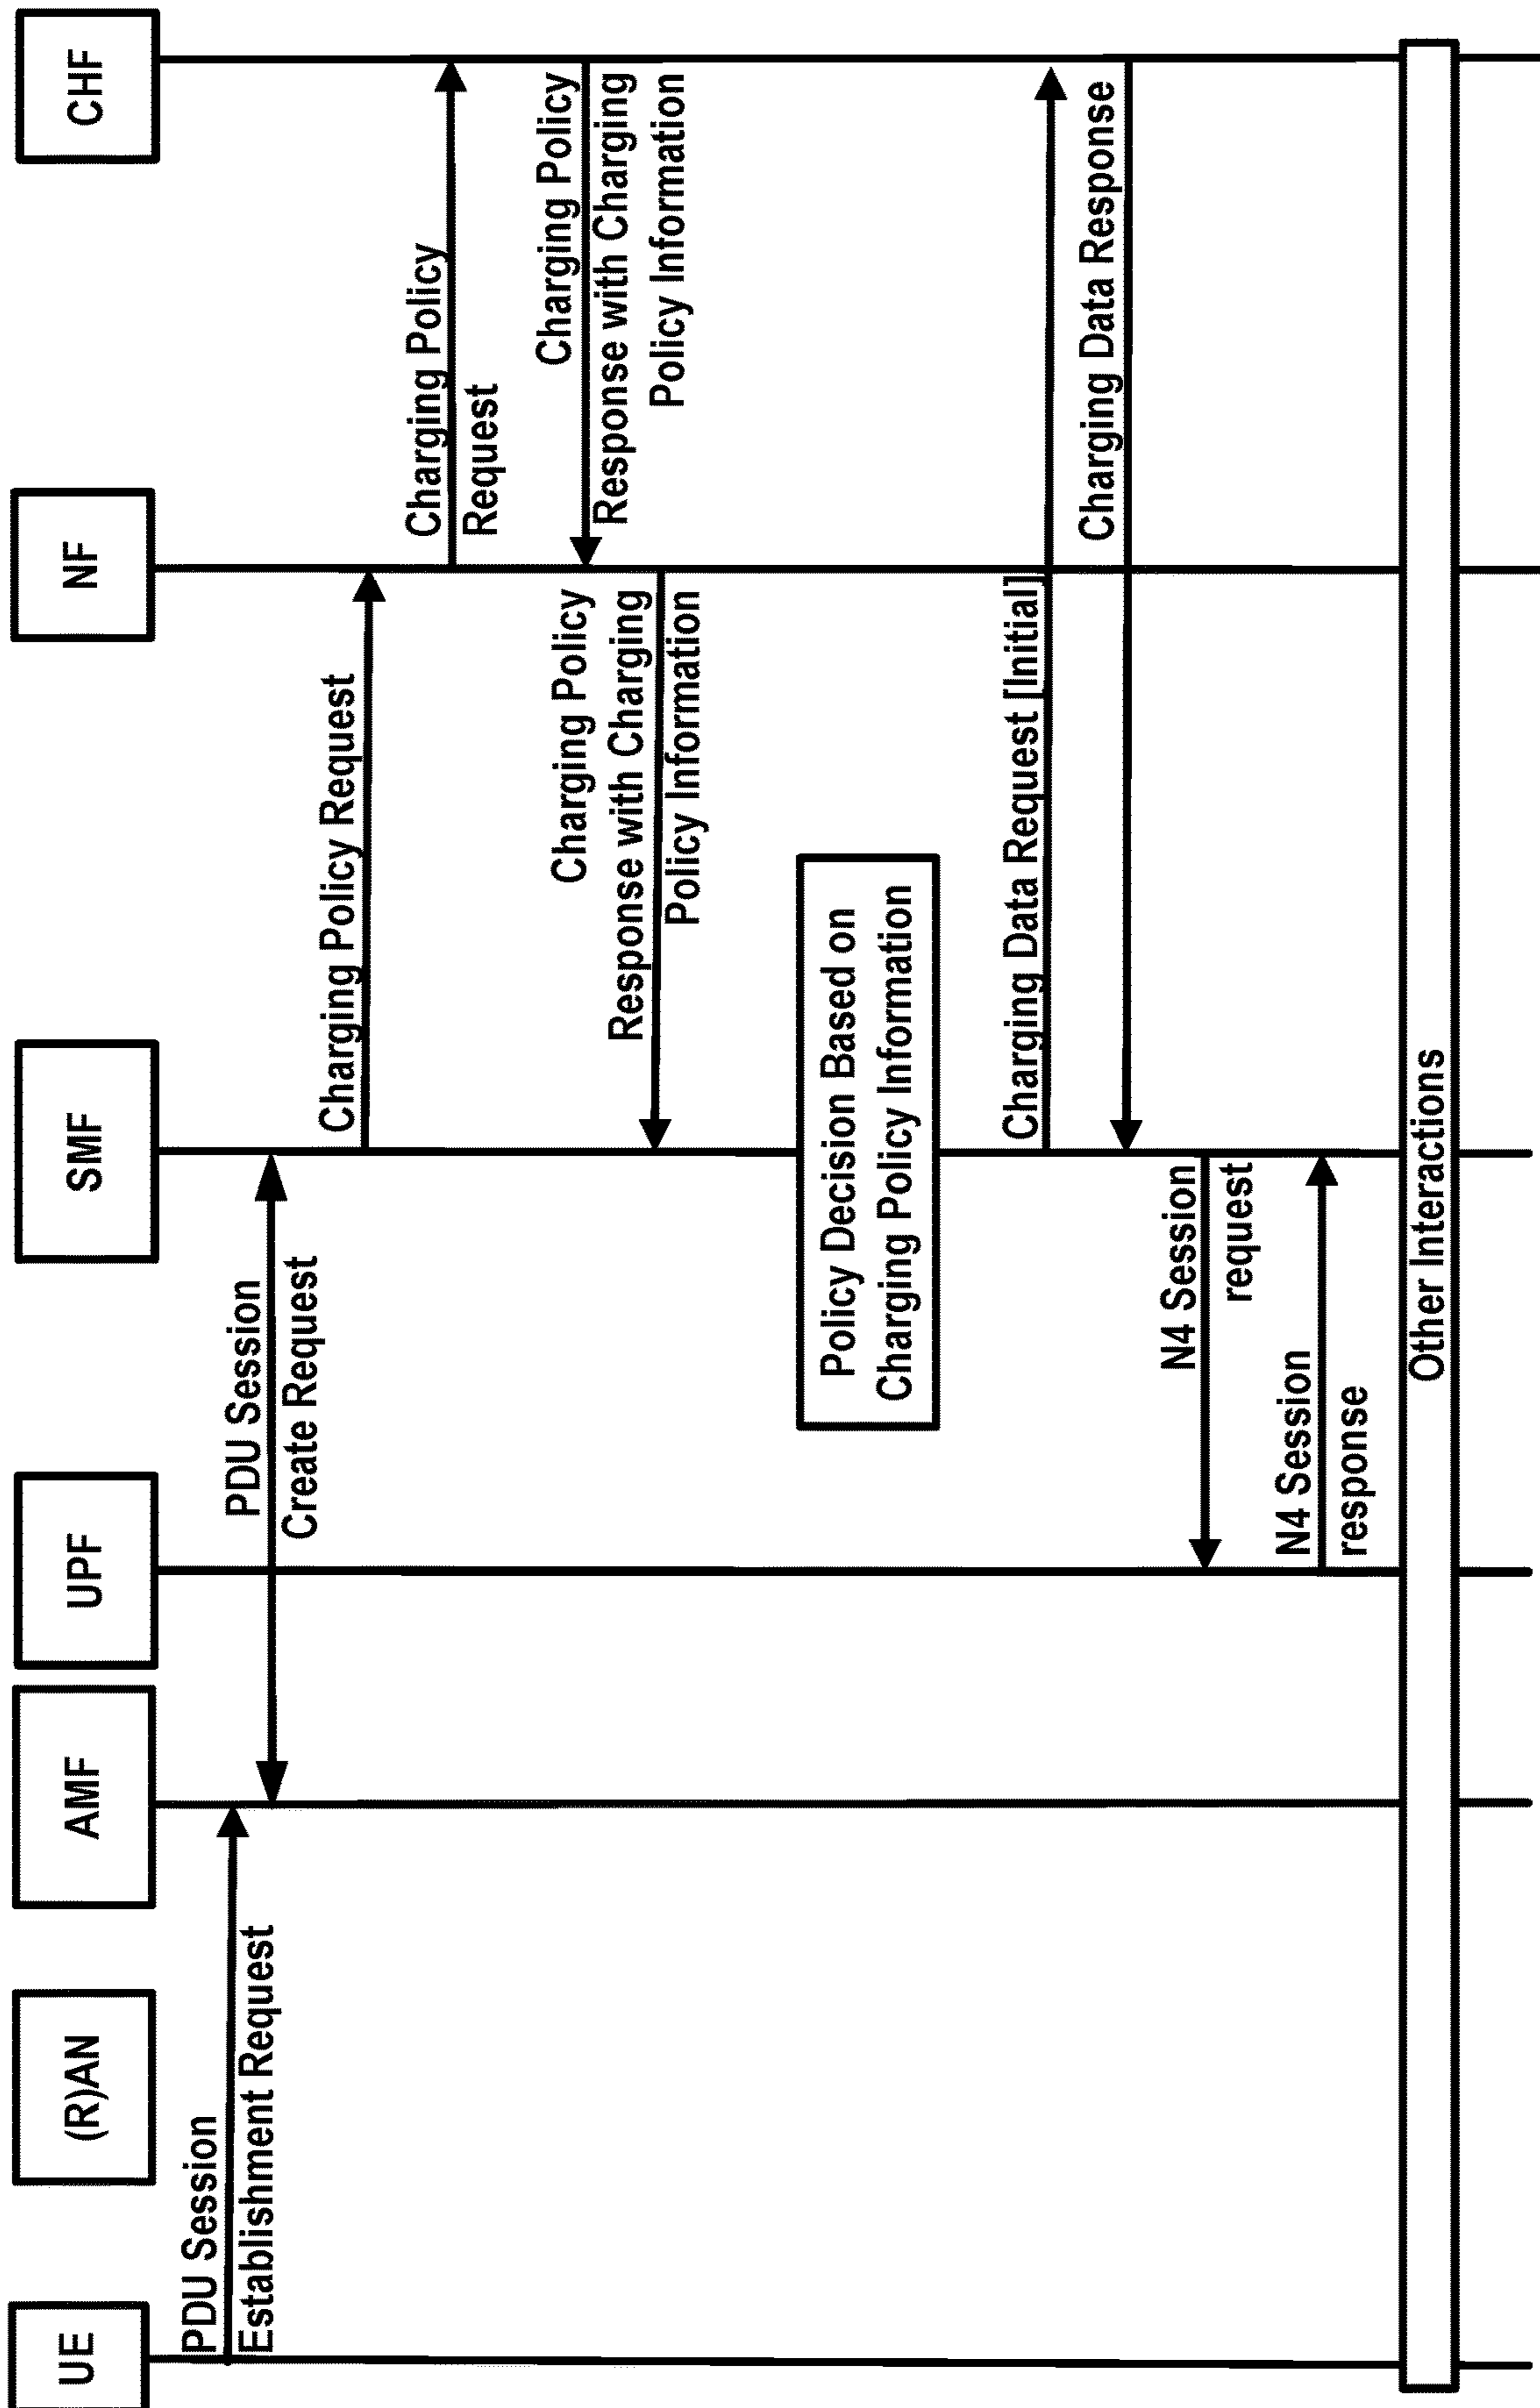 UE
(R)AN
AMF
UPF
SMF
NF
CHF
PDU Session
Establishment Request
PDU Session
Create Request
Charging Policy Request
Charging Policy
Request
Charging Policy
Response with Charging
Policy Information
Charging Policy
Response with Charging
Policy Information
Policy Decision Based on
Charging Policy Information
Charging Data Request [Initial]
Charging Data Response
N4 Session
request
N4 Session
response
Other Interactions